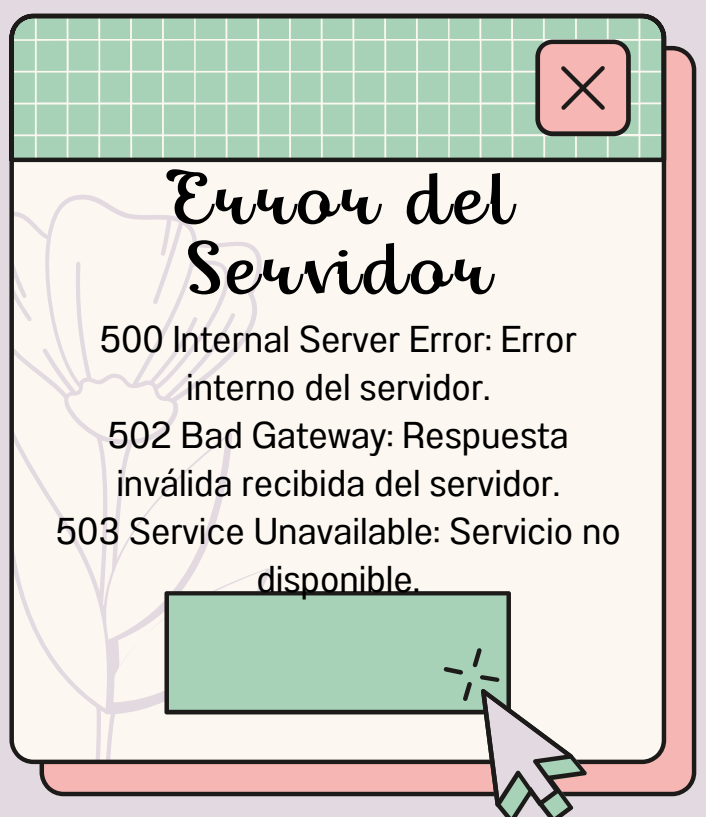 Error del
Servidor
500 Internal Server Error: Error
interno del servidor.
502 Bad Gateway: Respuesta
inválida recibida del servidor.
503 Service Unavailable: Servicio no
disponible.